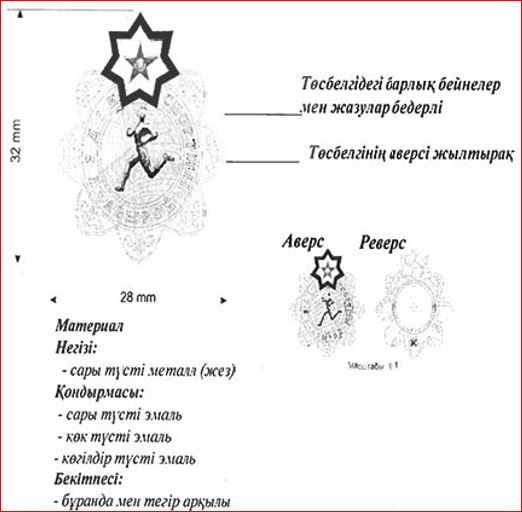 Төсбелгідегі барлық бейнелер
мен жазулар бедерлі
Төсбелгінің аверсі жылтырақ
32 mm
28 mm
Аверс Реверс
Масштабы 1:1
Материал
Негізі:
- сары түсті металл (жез)
Қондырмасы:
- сары түсті эмаль
- көк түсті эмаль
- көгілдір түсті эмаль
Бекітпесі:
- бұранда мен тегір арқылы